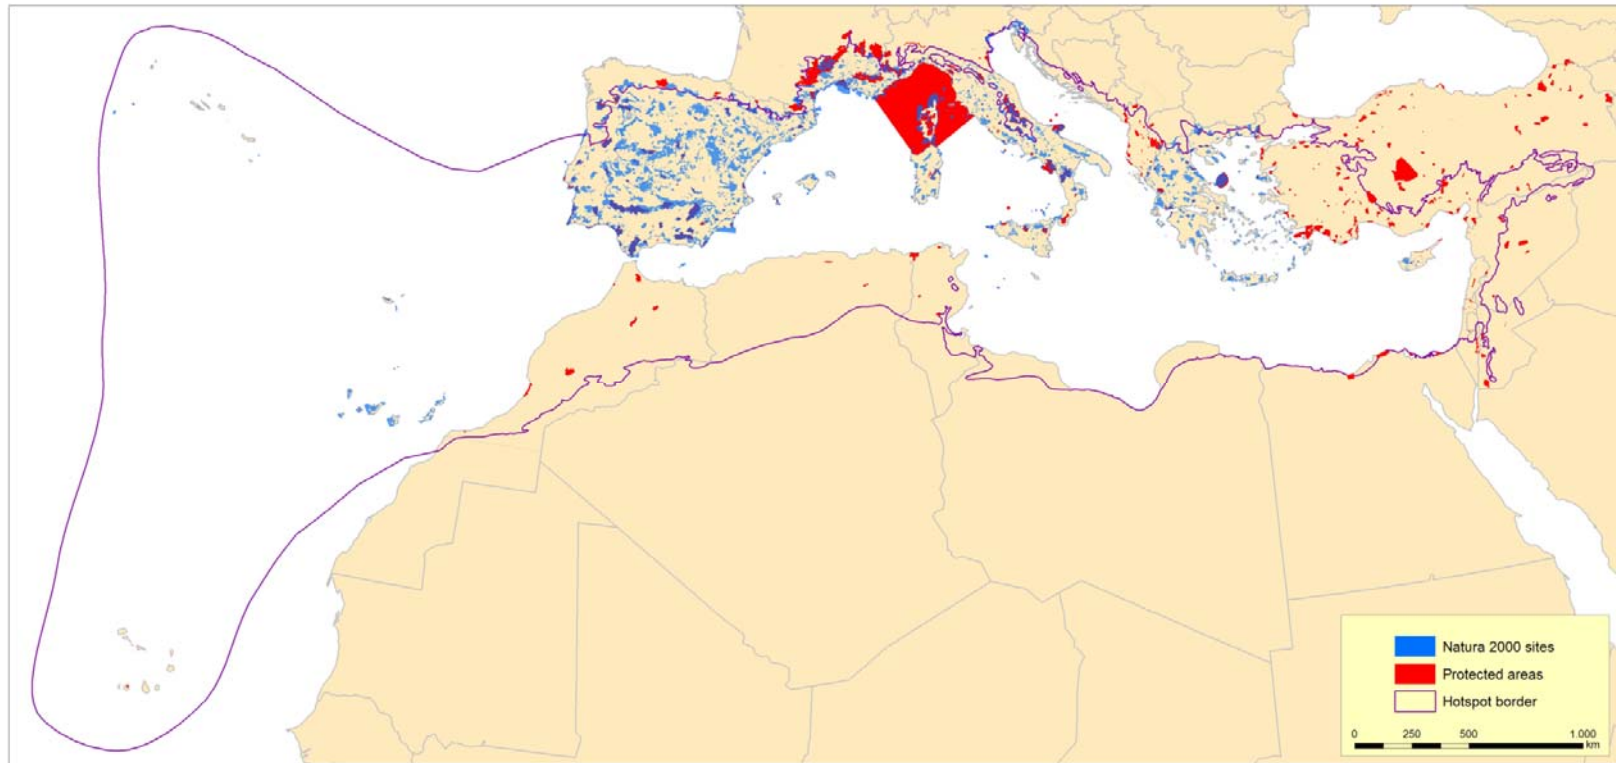 Natura 2000 sites
Protected areas
Hotspot border
0 250 500 1.000
km